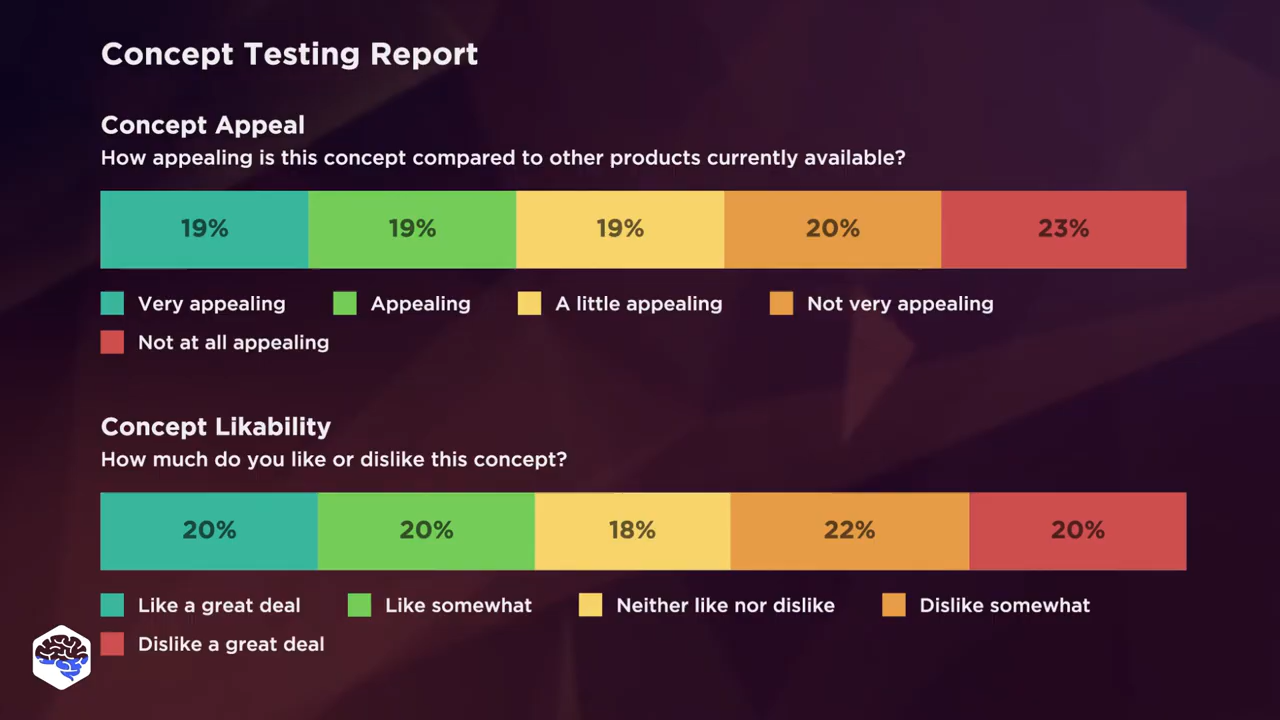 Concept Testing Report
Concept Appeal
How appealing is this concept compared to other products currently available?
19% 19% 19% 20% 23%
Very appealing Appealing A little appealing Not very appealing
Not at all appealing
Concept Likability
How much do you like or dislike this concept?
20% 20% 18% 22% 20%
Like a great deal Like somewhat Neither like nor dislike Dislike somewhat
Dislike a great deal